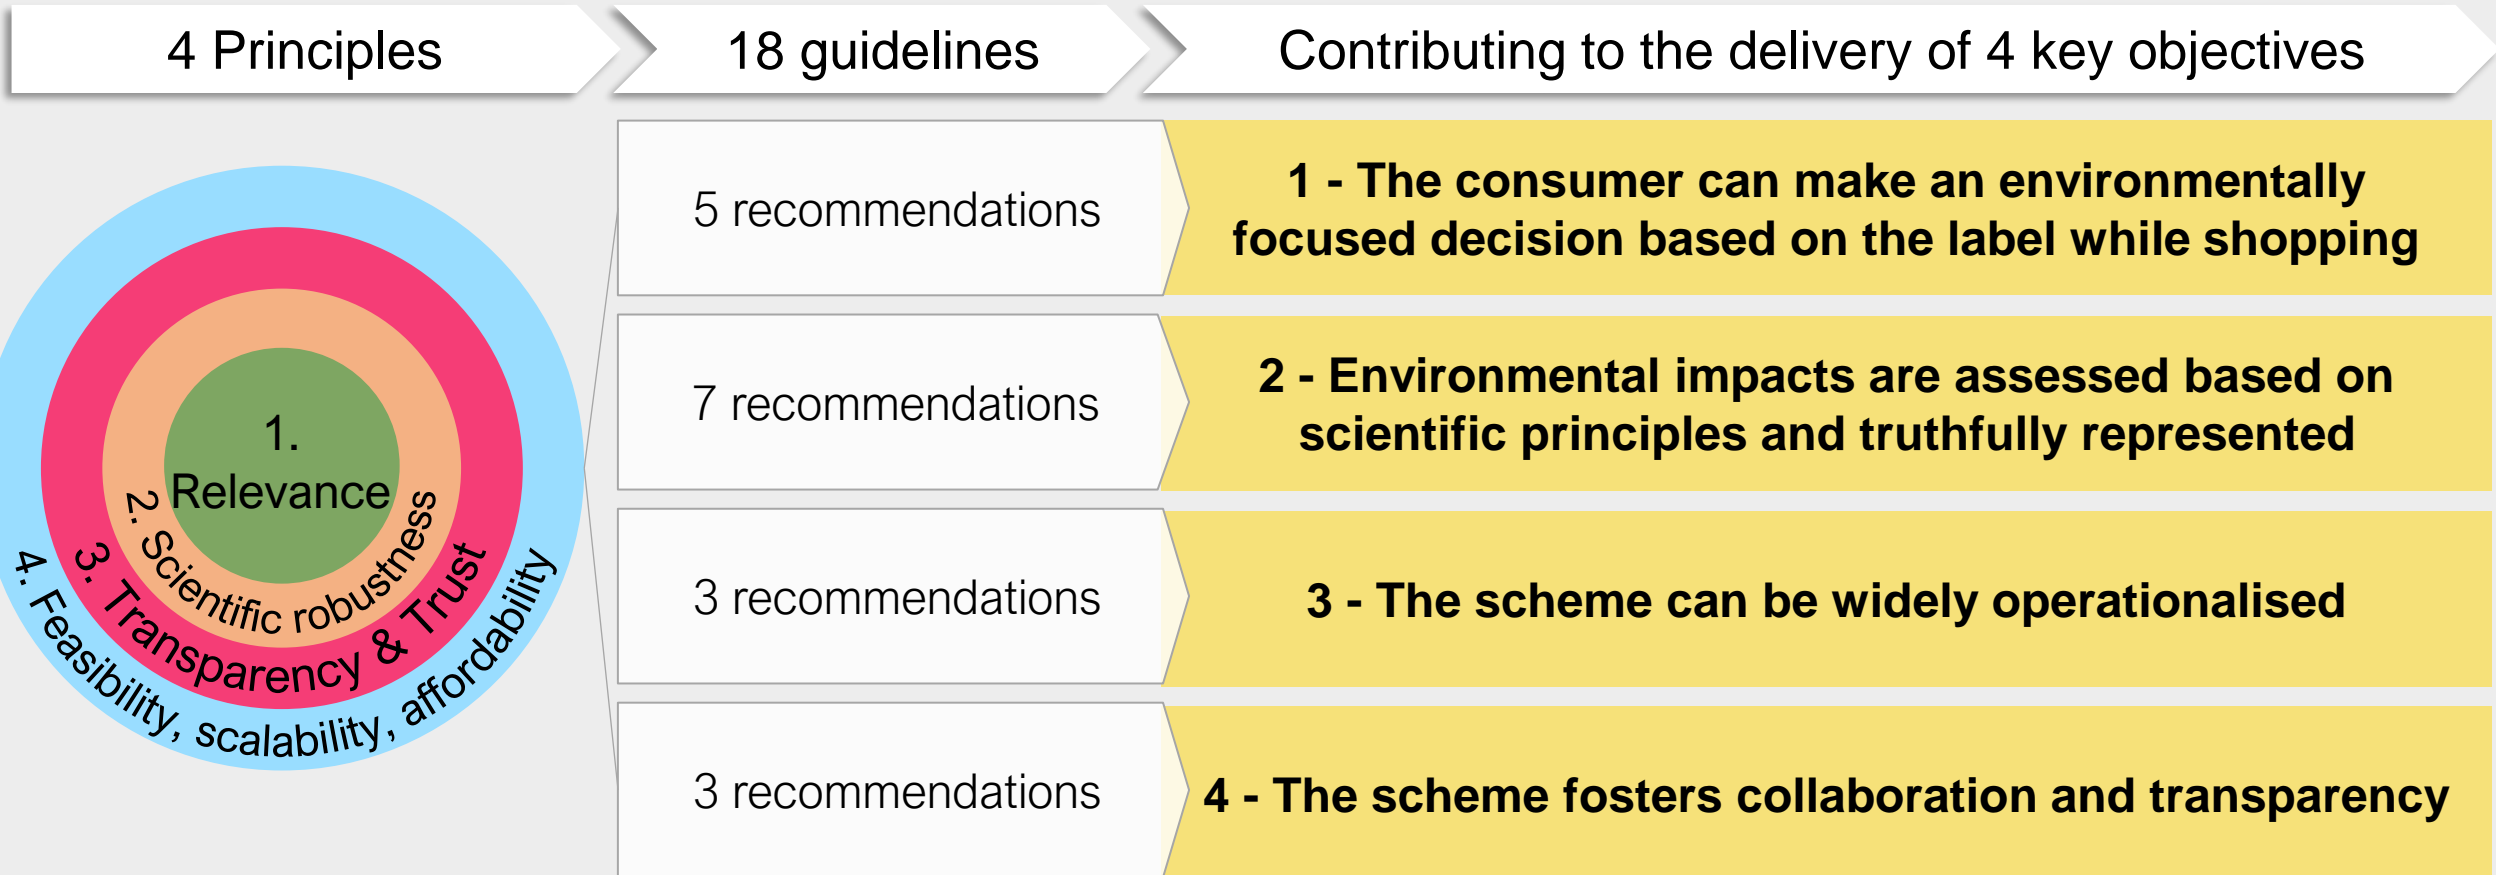 4 Principles
18 guidelines
Contributing to the delivery of 4 key objectives
1.
Relevance
2. Scientific robustness
3. Transparency & Trust
4. Feasibility, scalability, affordability
5 recommendations
1 - The consumer can make an environmentally
focused decision based on the label while shopping
7 recommendations
2 - Environmental impacts are assessed based on
scientific principles and truthfully represented
3 recommendations
3 - The scheme can be widely operationalised
3 recommendations
4 - The scheme fosters collaboration and transparency